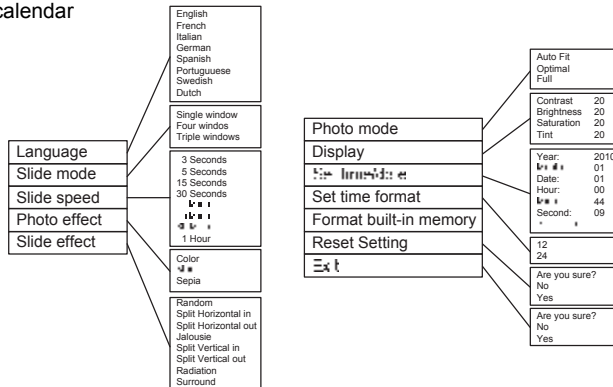 calendar
Language
Slide mode
Slide speed
Photo effect
Slide effect
English
French
Italian
German
Spanish
Portuguuese
Swedish
Dutch
Single window
Four windos
Triple windows
3 Seconds
5 Seconds
15 Seconds
30 Seconds
1 Hour
Color
Sepia
Random
Split Horizontal in
Split Horizontal out
Jalousie
Split Vertical in
Split Vertical out
Radiation
Surround
Photo mode
Display
Set time format
Format built-in memory
Reset Setting
Auto Fit
Optimal
Full
Contrast 20
Brightness 20
Saturation 20
Tint 20
Year: 2010
01
Date: 01
Hour: 00
44
Second: 09
12
24
Are you sure?
No
Yes
Are you sure?
No
Yes